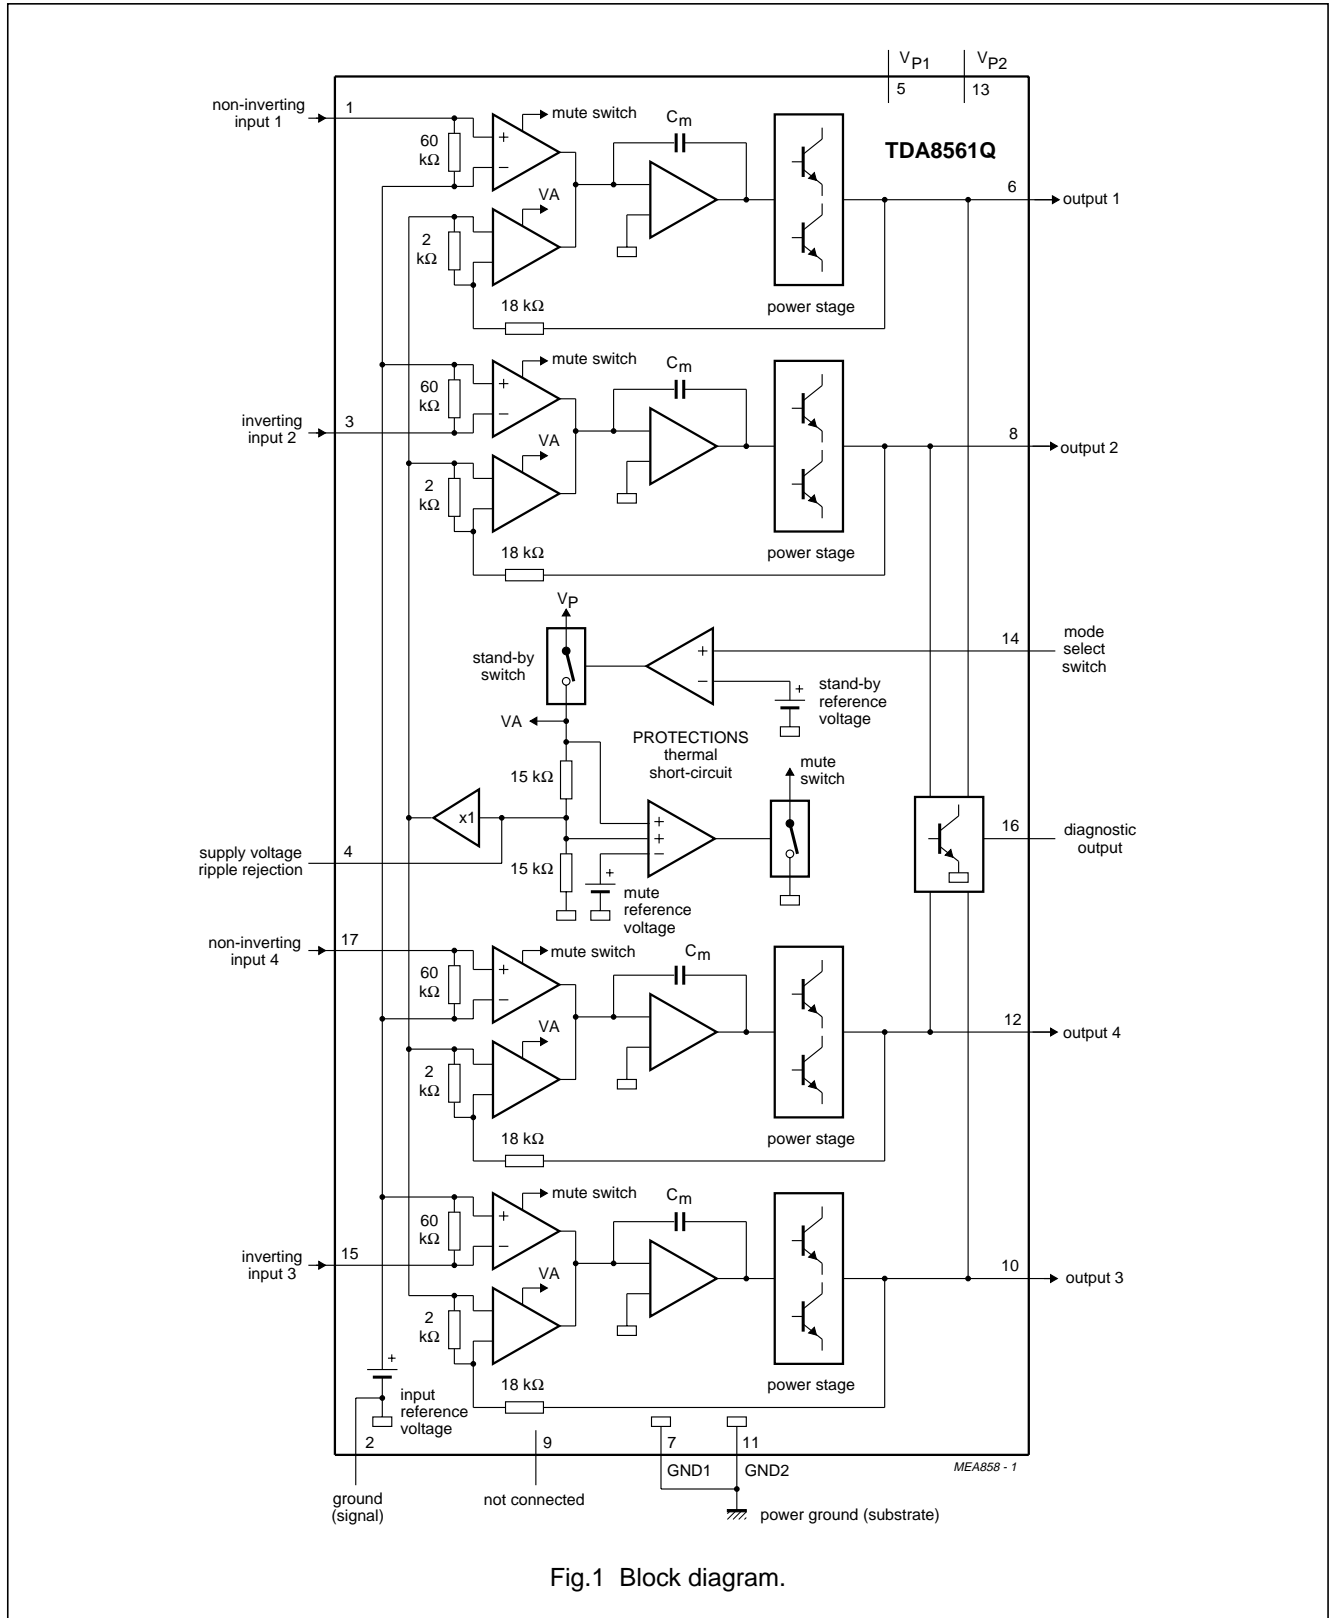 VP1
VP2
5
13
non-inverting
input 1
1
mute switch
Cm
60
kΩ
+
−
TDA8561Q
VA
6
output 1
2
kΩ
18 kΩ
power stage
mute switch
Cm
60
kΩ
+
−
inverting
input 2
3
VA
8
output 2
2
kΩ
18 kΩ
power stage
VP
stand-by
switch
+
−
14
mode
select
switch
+
stand-by
reference
voltage
VA
PROTECTIONS
thermal
short-circuit
15 kΩ
mute
switch
x1
+
+
−
16
diagnostic
output
supply voltage
ripple rejection
4
15 kΩ
+
mute
reference
voltage
non-inverting
input 4
17
mute switch
Cm
60
kΩ
+
−
VA
12
output 4
2
kΩ
18 kΩ
power stage
mute switch
Cm
60
kΩ
+
−
inverting
input 3
15
VA
10
output 3
2
kΩ
+
18 kΩ
power stage
input
reference
voltage
2
9
7
11
GND1
GND2
MEA858 - 1
ground
(signal)
not connected
power ground (substrate)
Fig.1 Block diagram.